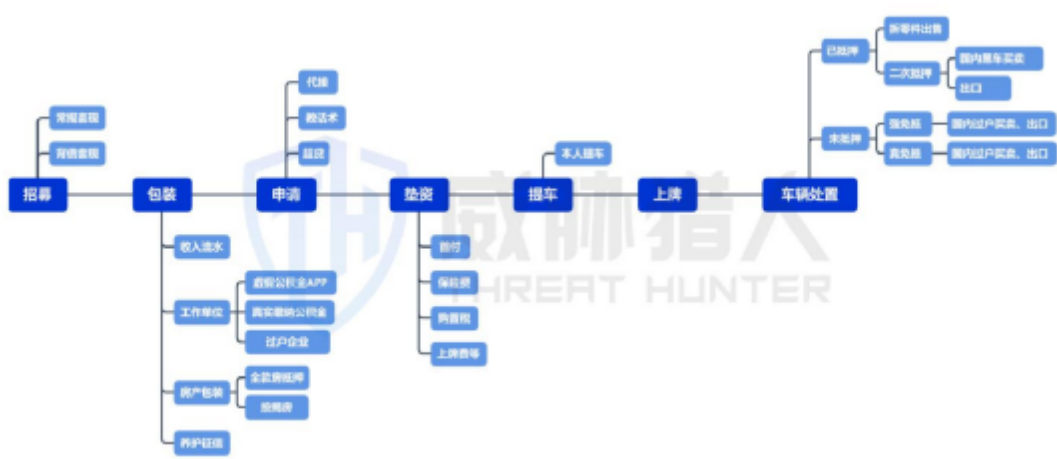 常规套现
背债套现
招募
包装
收入流水
工作单位
虚假公积金APP
真实缴纳公积金
过户企业
房产包装
全款房抵押
按揭房
养护征信
代操
教话术
申请
垫资
首付
保险费
购置税
上牌费等
本人提车
提车
上牌
车辆处置
已抵押
拆零件出售
二次抵押
国内黑车买卖
出口
未抵押
强免抵
国内过户买卖、出口
真免抵
国内过户买卖、出口
威胁猎人
THREAT HUNTER